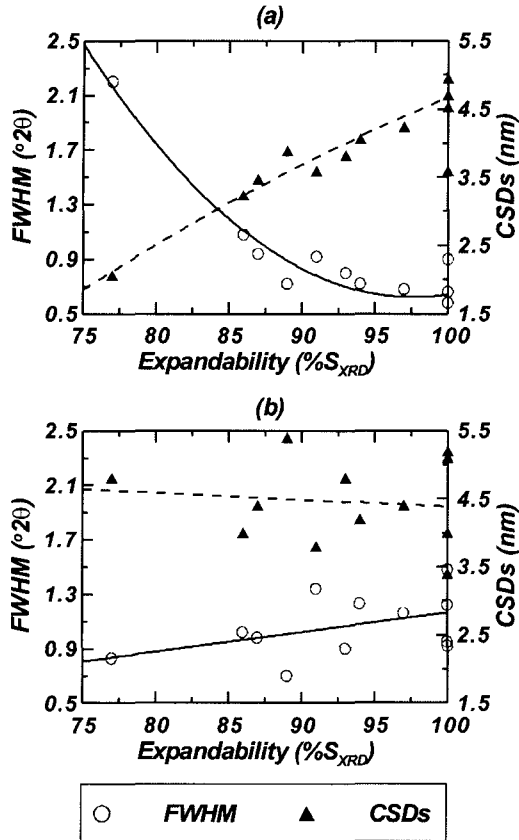 (a)
2.5
2.1
1.7
1.3
0.9
0.5
FWHM (°2θ)
5.5
4.5
3.5
2.5
1.5
CSDs (nm)
75 80 85 90 95 100
Expandability (%S_XRD)
(b)
2.5
2.1
1.7
1.3
0.9
0.5
FWHM (°2θ)
5.5
4.5
3.5
2.5
1.5
CSDs (nm)
75 80 85 90 95 100
Expandability (%S_XRD)
FWHM CSDs